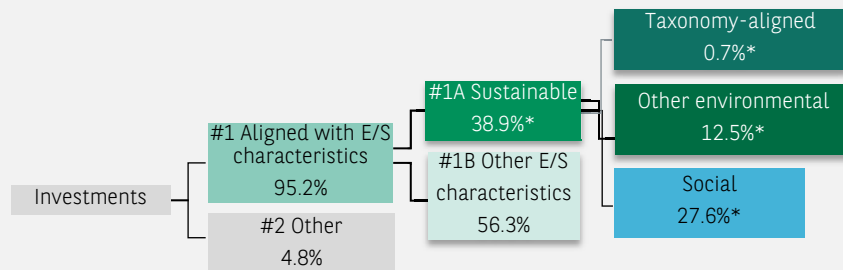 Taxonomy-aligned
0.7%*
#1A Sustainable
38.9%*
Other environmental
12.5%*
#1 Aligned with E/S
characteristics
95.2%
#1B Other E/S
characteristics
56.3%
Social
27.6%*
Investments
#2 Other
4.8%